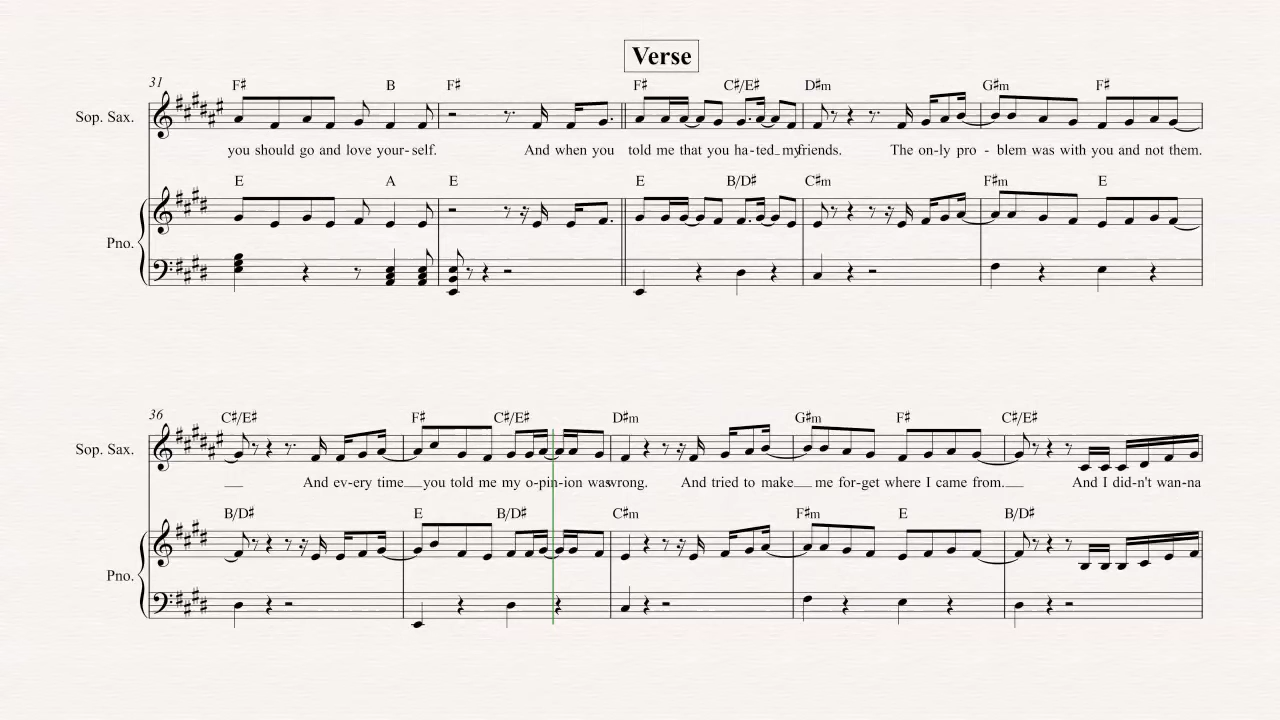 Verse
31
F♯ B F♯ F♯ C♯/E♯ D♯m G♯m F♯
Sop. Sax.
you should go and love your-self. And when you told me that you ha-ted_my friends. The on-ly pro - blem was with you and not them.
E A E E B/D♯ C♯m F♯m E
Pno.
36
C♯/E♯ F♯ C♯/E♯ D♯m G♯m F♯ C♯/E♯
Sop. Sax.
And ev-ery time__you told me my o-pin-ion was wrong. And tried to make__ me for-get where I came from.__ And I did-n't wan-na
B/D♯ E B/D♯ C♯m F♯m E B/D♯
Pno.